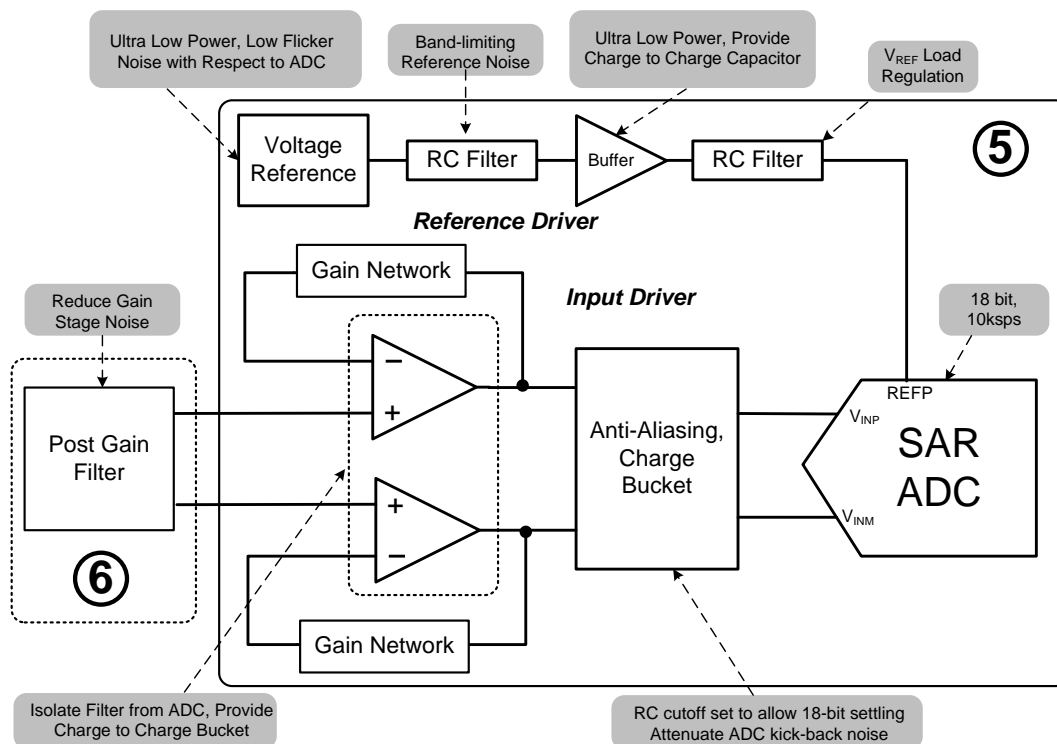 Ultra Low Power, Low Flicker
Noise with Respect to ADC
Band-limiting
Reference Noise
Ultra Low Power, Provide
Charge to Charge Capacitor
VREF Load
Regulation
Voltage
Reference
RC Filter
Buffer
RC Filter
5
Reference Driver
Gain Network
Input Driver
Reduce Gain
Stage Noise
18 bit,
10ksps
Post Gain
Filter
6
−
+
+
−
Anti-Aliasing,
Charge
Bucket
REFP
VINP
SAR
ADC
VINM
Gain Network
Isolate Filter from ADC, Provide
Charge to Charge Bucket
RC cutoff set to allow 18-bit settling
Attenuate ADC kick-back noise